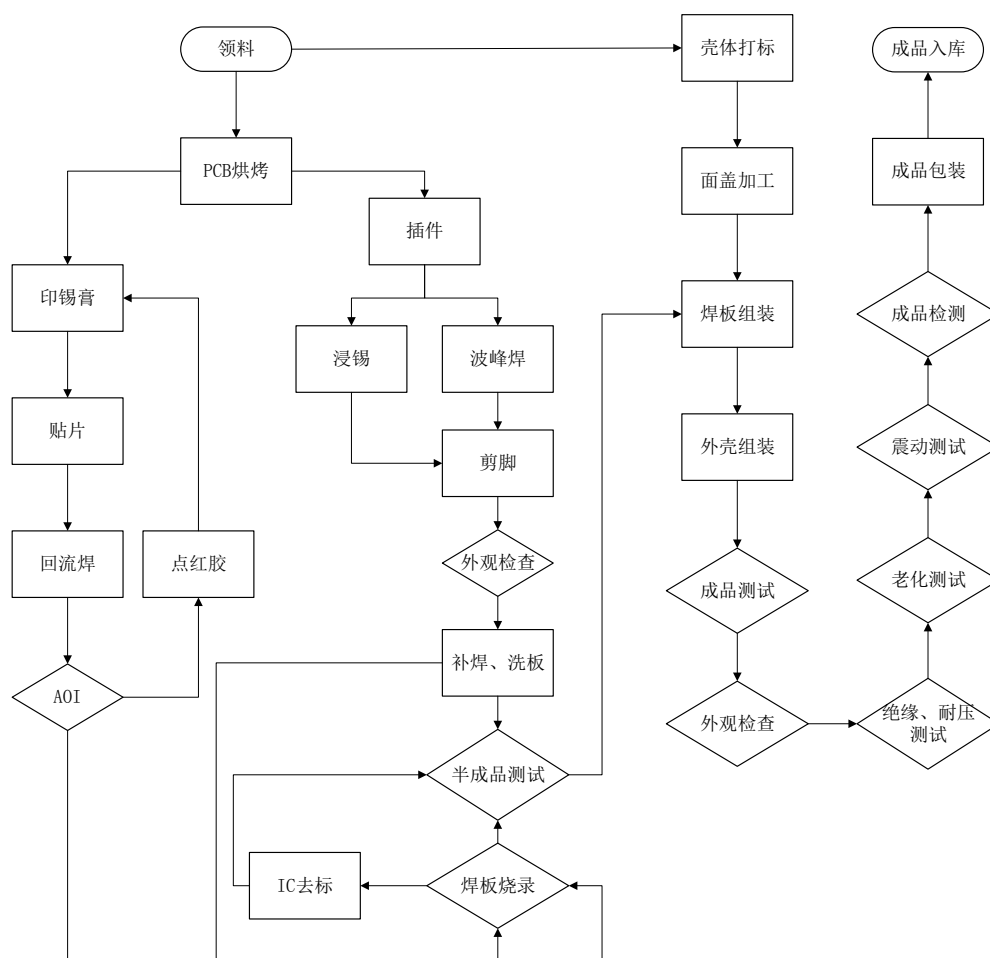 领料
壳体打标
成品入库
PCB烘烤
面盖加工
成品包装
插件
印锡膏
焊板组装
成品检测
浸锡
波峰焊
贴片
剪脚
外壳组装
震动测试
回流焊
点红胶
外观检查
成品测试
老化测试
补焊、洗板
AOI
外观检查
绝缘、耐压
测试
半成品测试
IC去标
焊板烧录